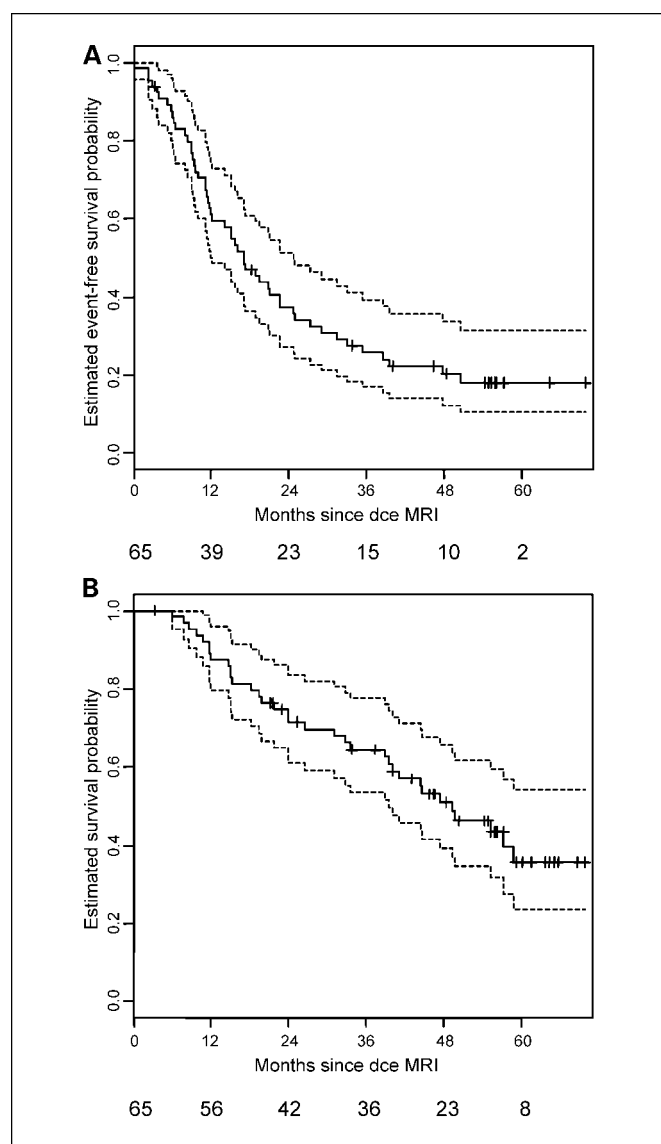 A
Estimated event-free survival probability
1.0
0.8
0.6
0.4
0.2
0.0
0 12 24 36 48 60
Months since dce MRI
65 39 23 15 10 2
B
Estimated survival probability
1.0
0.8
0.6
0.4
0.2
0.0
0 12 24 36 48 60
Months since dce MRI
65 56 42 36 23 8